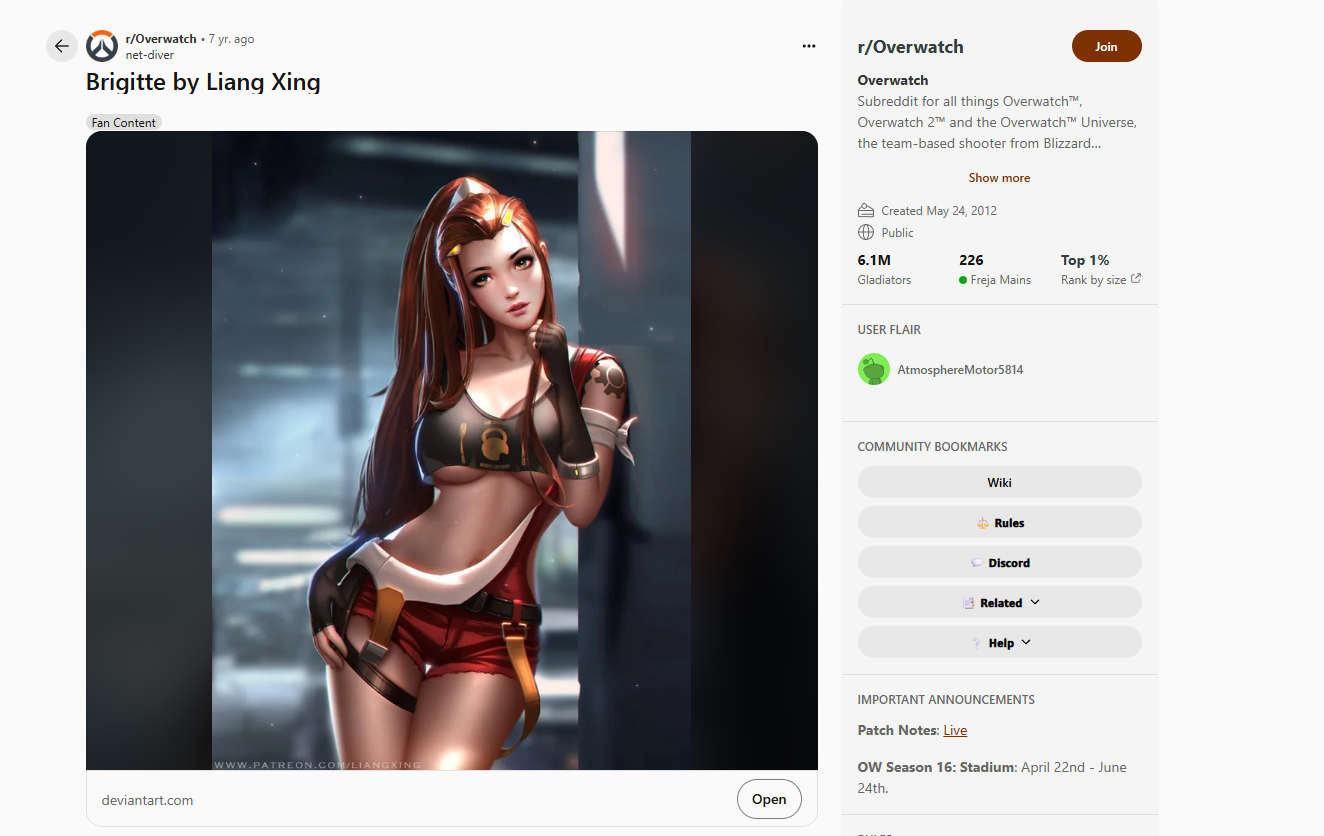 r/Overwatch • 7 yr. ago
net-diver
Brigitte by Liang Xing
Fan Content
WWW.PATREON.COM/LIANGXING
deviantart.com
Open
r/Overwatch
Join
Overwatch
Subreddit for all things Overwatch™,
Overwatch 2™ and the Overwatch™ Universe,
the team-based shooter from Blizzard...
Show more
Created May 24, 2012
Public
6.1M
226
Top 1%
Gladiators
Freja Mains
Rank by size
USER FLAIR
AtmosphereMotor5814
COMMUNITY BOOKMARKS
Wiki
Rules
Discord
Related
Help
IMPORTANT ANNOUNCEMENTS
Patch Notes: Live
OW Season 16: Stadium: April 22nd - June
24th.